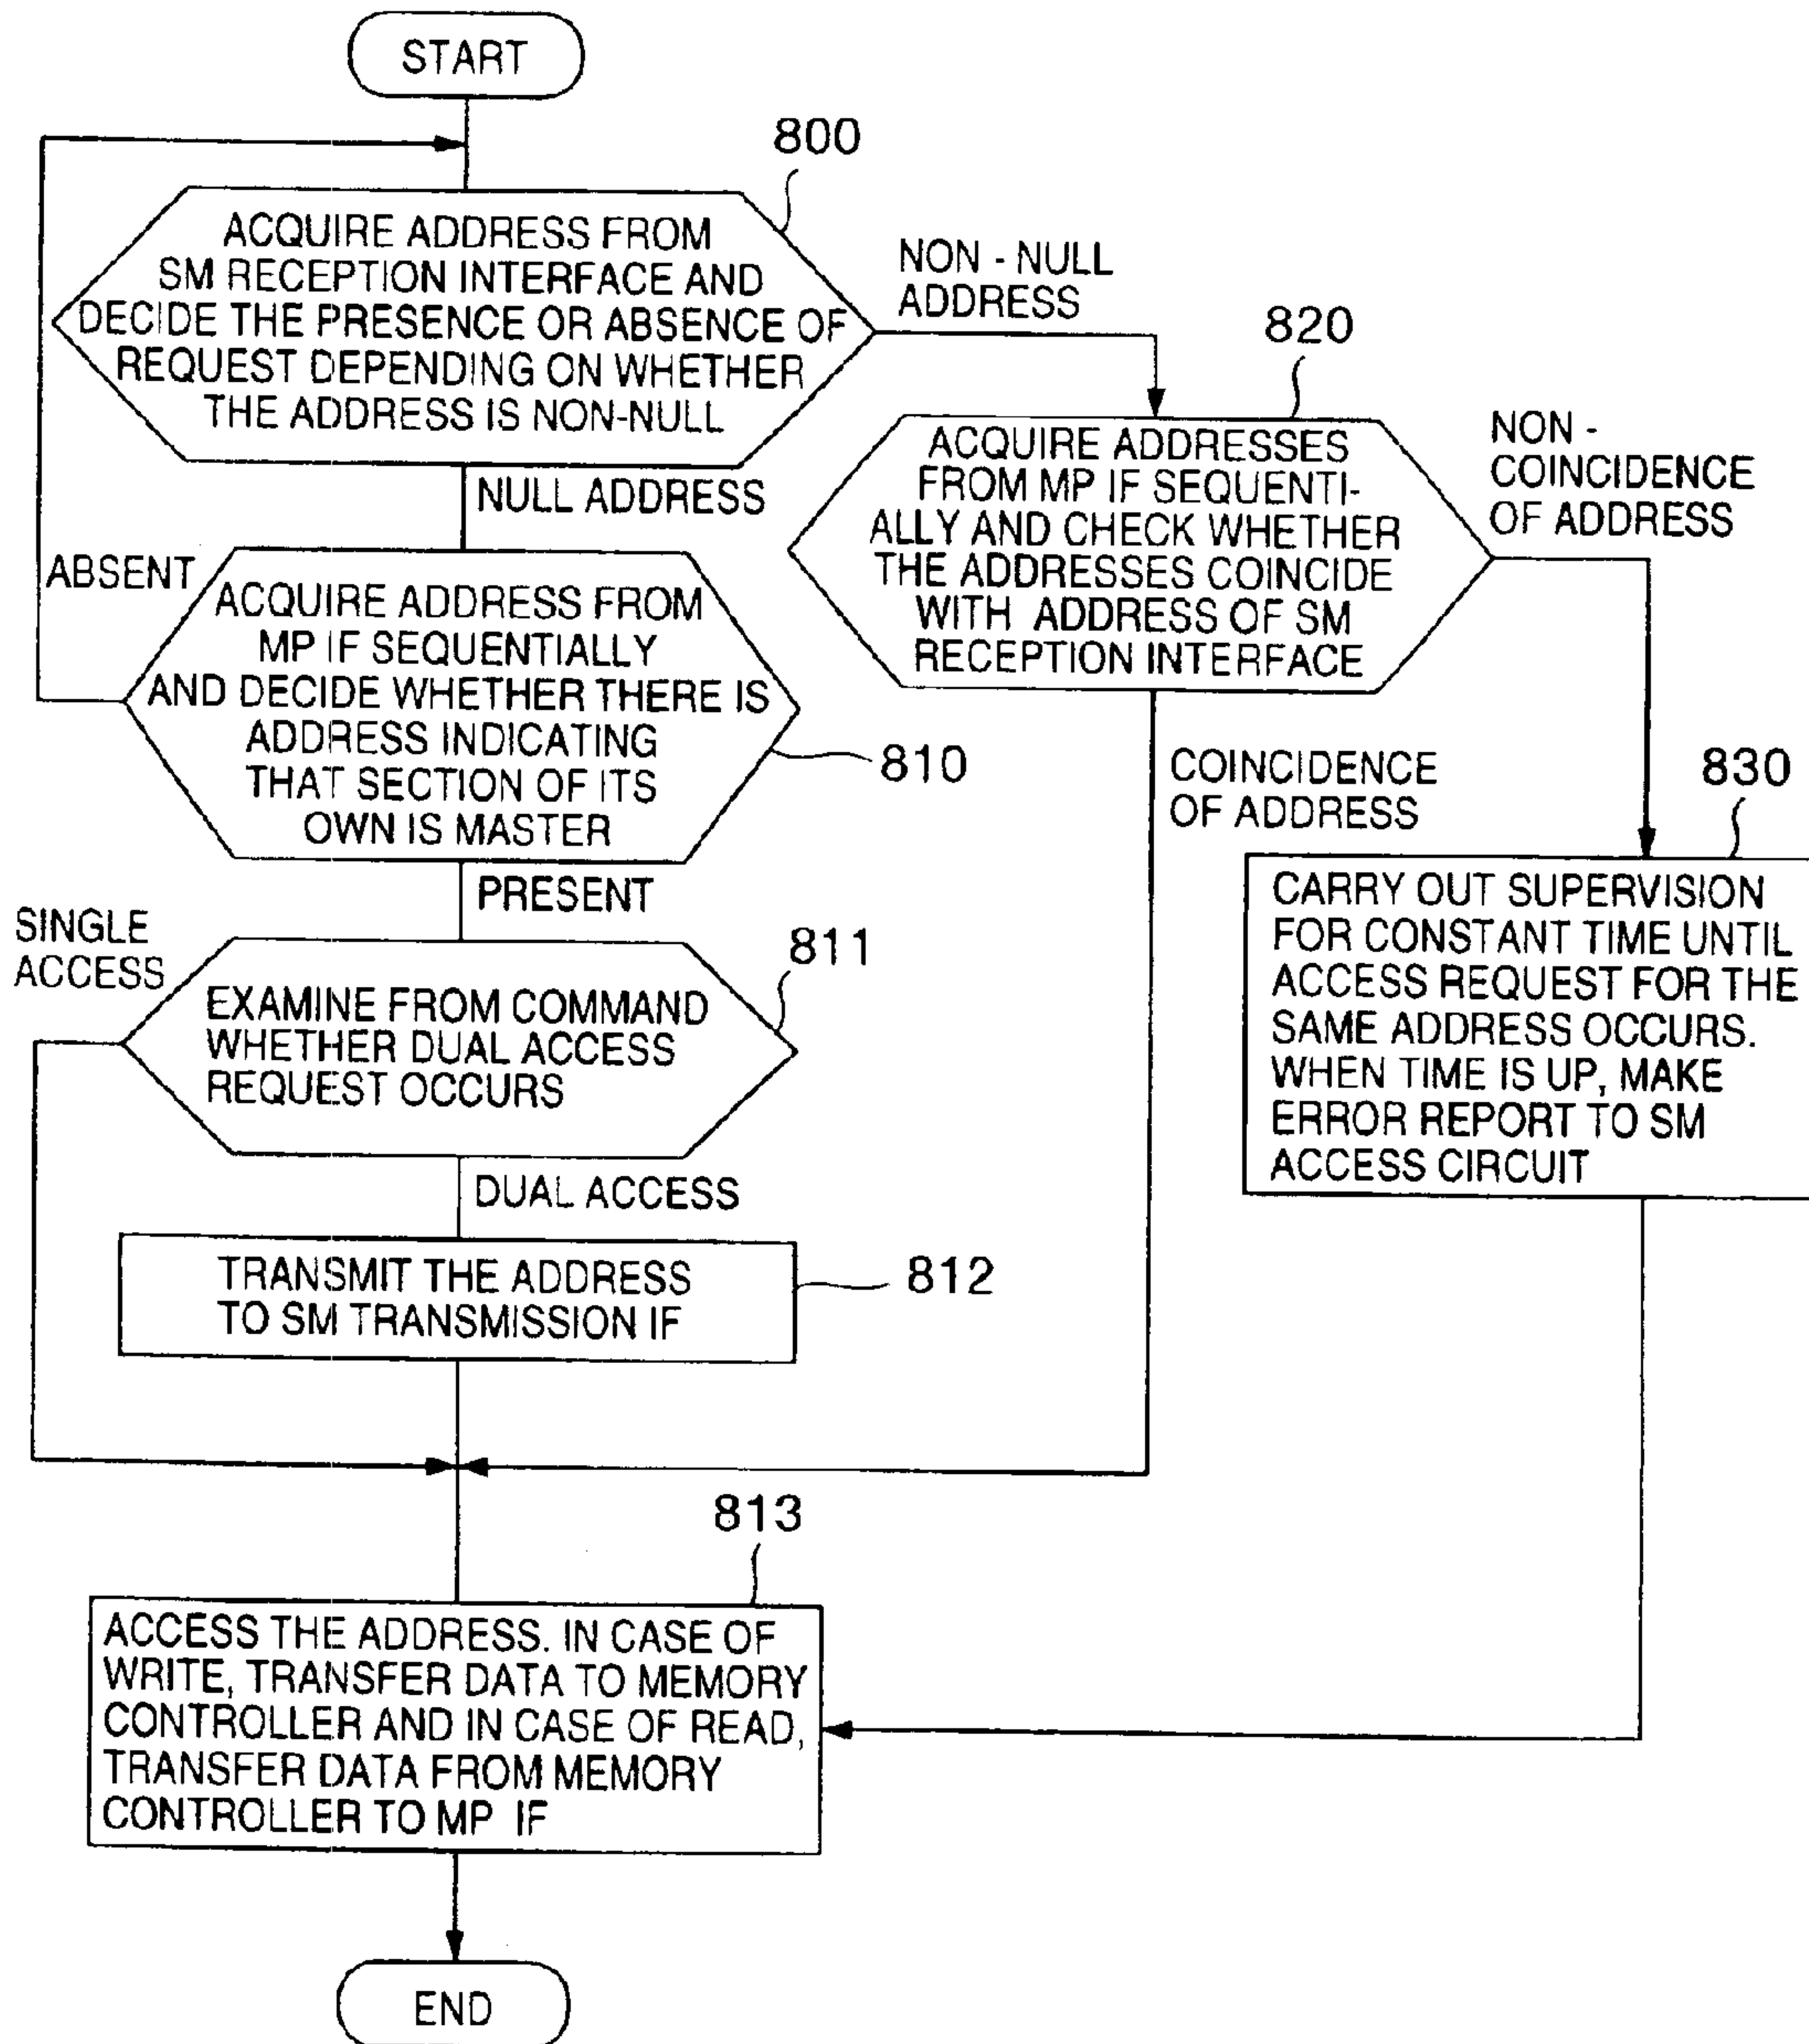 START
800
ACQUIRE ADDRESS FROM
SM RECEPTION INTERFACE AND
DECIDE THE PRESENCE OR ABSENCE OF
REQUEST DEPENDING ON WHETHER
THE ADDRESS IS NON-NULL
NON - NULL
ADDRESS
NULL ADDRESS
820
ACQUIRE ADDRESSES
FROM MP IF SEQUENTI-
ALLY AND CHECK WHETHER
THE ADDRESSES COINCIDE
WITH ADDRESS OF SM
RECEPTION INTERFACE
NON -
COINCIDENCE
OF ADDRESS
ABSENT
ACQUIRE ADDRESS FROM
MP IF SEQUENTIALLY
AND DECIDE WHETHER THERE IS
ADDRESS INDICATING
THAT SECTION OF ITS
OWN IS MASTER
810
COINCIDENCE
OF ADDRESS
830
CARRY OUT SUPERVISION
FOR CONSTANT TIME UNTIL
ACCESS REQUEST FOR THE
SAME ADDRESS OCCURS.
WHEN TIME IS UP, MAKE
ERROR REPORT TO SM
ACCESS CIRCUIT
PRESENT
SINGLE
ACCESS
811
EXAMINE FROM COMMAND
WHETHER DUAL ACCESS
REQUEST OCCURS
DUAL ACCESS
TRANSMIT THE ADDRESS
TO SM TRANSMISSION IF
812
813
ACCESS THE ADDRESS. IN CASE OF
WRITE, TRANSFER DATA TO MEMORY
CONTROLLER AND IN CASE OF READ,
TRANSFER DATA FROM MEMORY
CONTROLLER TO MP IF
END